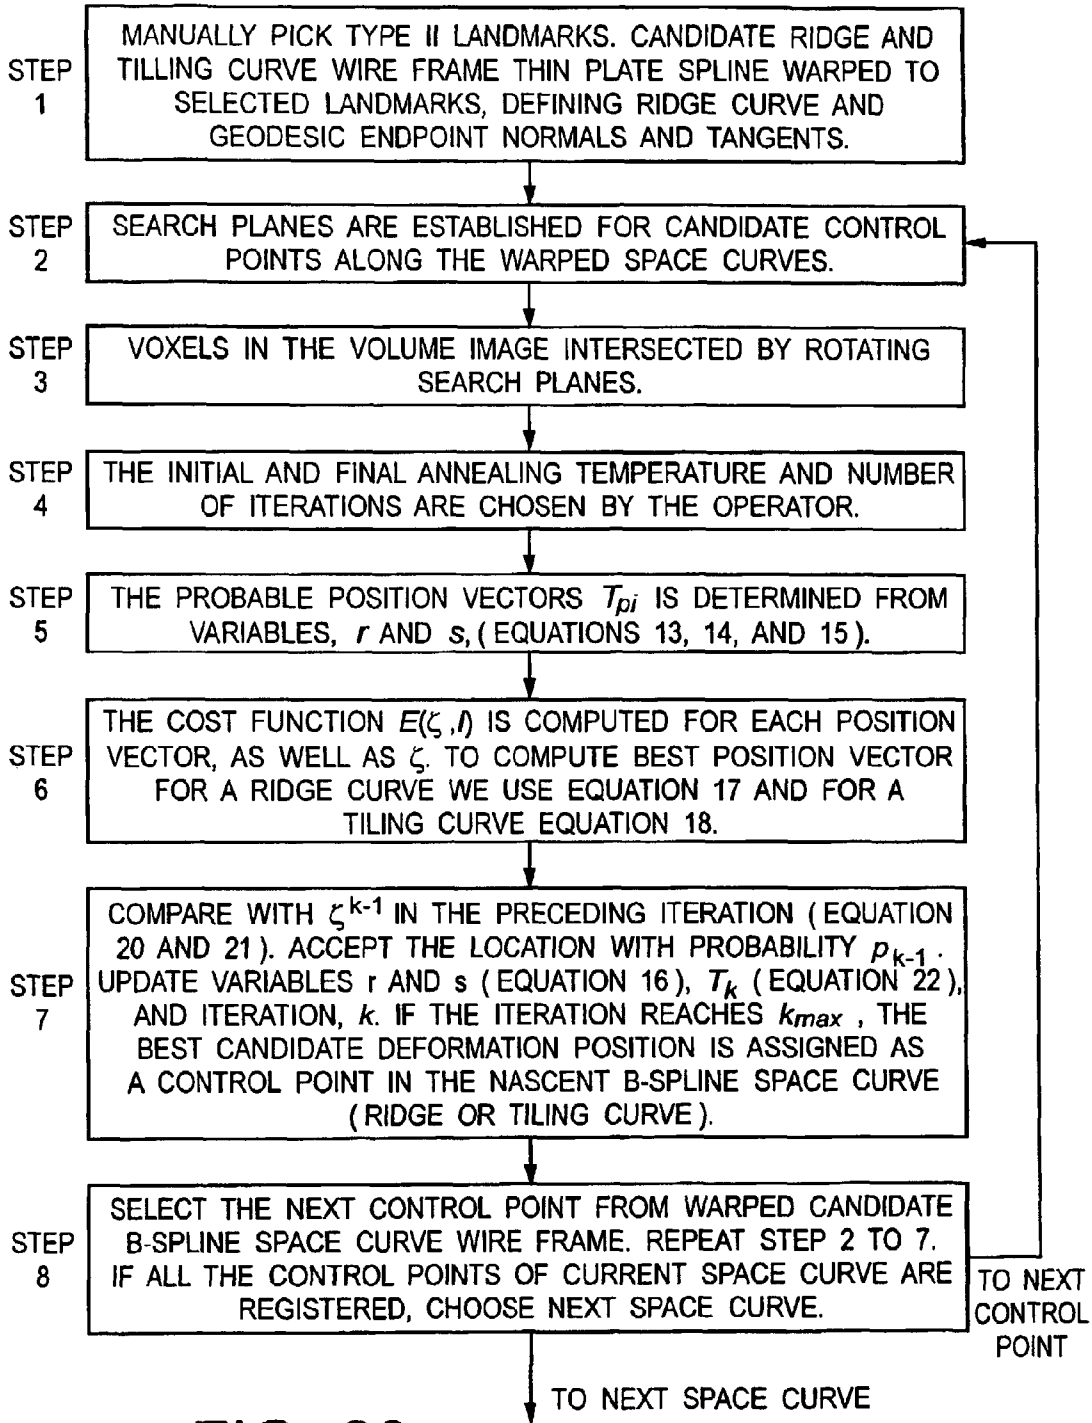 STEP 1
MANUALLY PICK TYPE II LANDMARKS. CANDIDATE RIDGE AND
TILLING CURVE WIRE FRAME THIN PLATE SPLINE WARPED TO
SELECTED LANDMARKS, DEFINING RIDGE CURVE AND
GEODESIC ENDPOINT NORMALS AND TANGENTS.
STEP 2
SEARCH PLANES ARE ESTABLISHED FOR CANDIDATE CONTROL
POINTS ALONG THE WARPED SPACE CURVES.
STEP 3
VOXELS IN THE VOLUME IMAGE INTERSECTED BY ROTATING
SEARCH PLANES.
STEP 4
THE INITIAL AND FINAL ANNEALING TEMPERATURE AND NUMBER
OF ITERATIONS ARE CHOSEN BY THE OPERATOR.
STEP 5
THE PROBABLE POSITION VECTORS T_pi IS DETERMINED FROM
VARIABLES, r AND s, (EQUATIONS 13, 14, AND 15).
STEP 6
THE COST FUNCTION E(ζ,I) IS COMPUTED FOR EACH POSITION
VECTOR, AS WELL AS ζ. TO COMPUTE BEST POSITION VECTOR
FOR A RIDGE CURVE WE USE EQUATION 17 AND FOR A
TILING CURVE EQUATION 18.
STEP 7
COMPARE WITH ζ^k-1 IN THE PRECEDING ITERATION (EQUATION
20 AND 21). ACCEPT THE LOCATION WITH PROBABILITY p_k-1.
UPDATE VARIABLES r AND s (EQUATION 16), T_k (EQUATION 22),
AND ITERATION, k. IF THE ITERATION REACHES k_max, THE
BEST CANDIDATE DEFORMATION POSITION IS ASSIGNED AS
A CONTROL POINT IN THE NASCENT B-SPLINE SPACE CURVE
(RIDGE OR TILING CURVE).
STEP 8
SELECT THE NEXT CONTROL POINT FROM WARPED CANDIDATE
B-SPLINE SPACE CURVE WIRE FRAME. REPEAT STEP 2 TO 7.
IF ALL THE CONTROL POINTS OF CURRENT SPACE CURVE ARE
REGISTERED, CHOOSE NEXT SPACE CURVE.
TO NEXT
CONTROL
POINT
TO NEXT SPACE CURVE